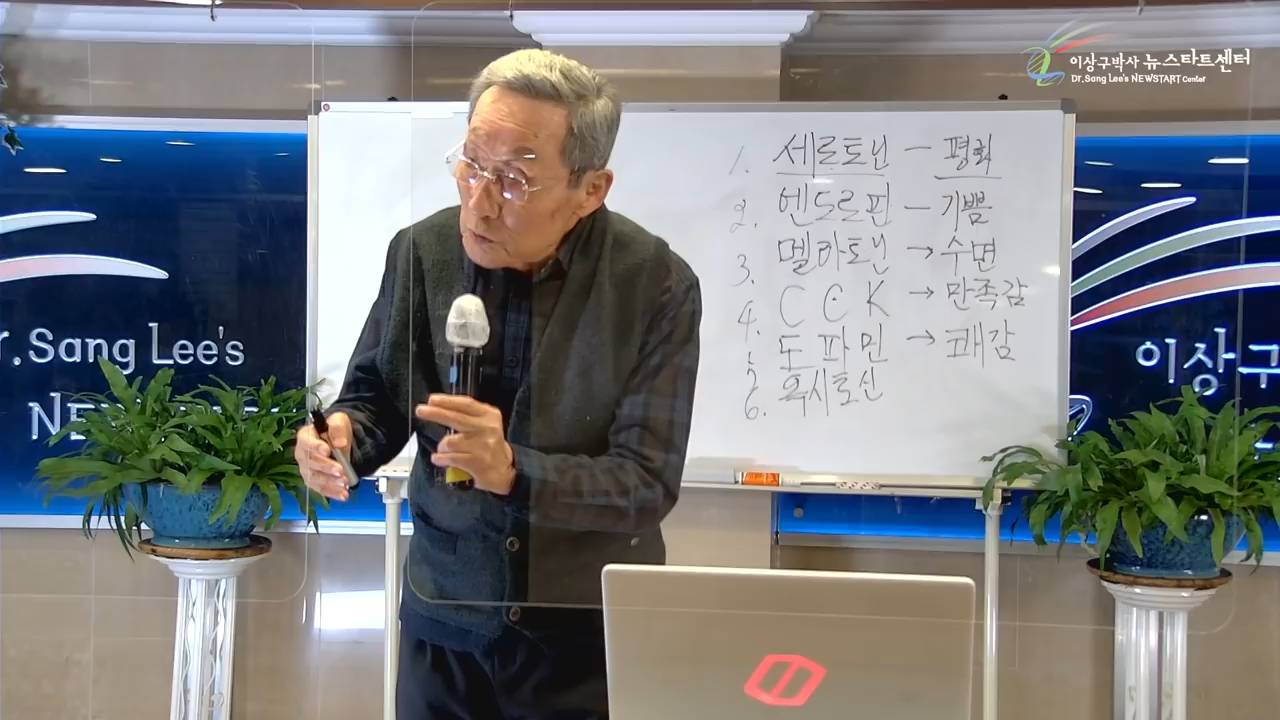 이상구박사 뉴스타트센터
Dr.Sang Lee's NEWSTART Center
1. 세로토닌 – 평화
2. 엔도르핀 – 기쁨
3. 멜라토닌 → 수면
4. C C K → 만족감
5. 도파민 → 쾌감
6. 옥시토신
r.Sang Lee's
NEWSTART
이상구